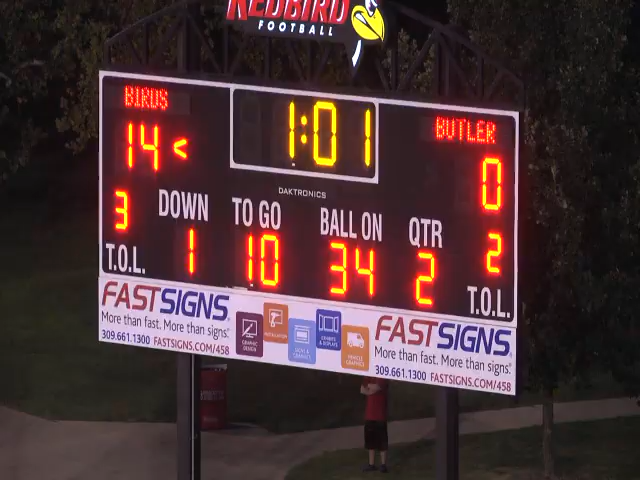 REDBIRD
FOOTBALL
BIRDS 1:01 BUTLER
14 < 0
DAKTRONICS
3 DOWN TO GO BALL ON QTR 2
T.O.L. 1 10 34 2 T.O.L.
FASTSIGNS
More than fast. More than signs.
309.661.1300 FASTSIGNS.COM/458
FASTSIGNS
More than fast. More than signs.
309.661.1300 FASTSIGNS.COM/458